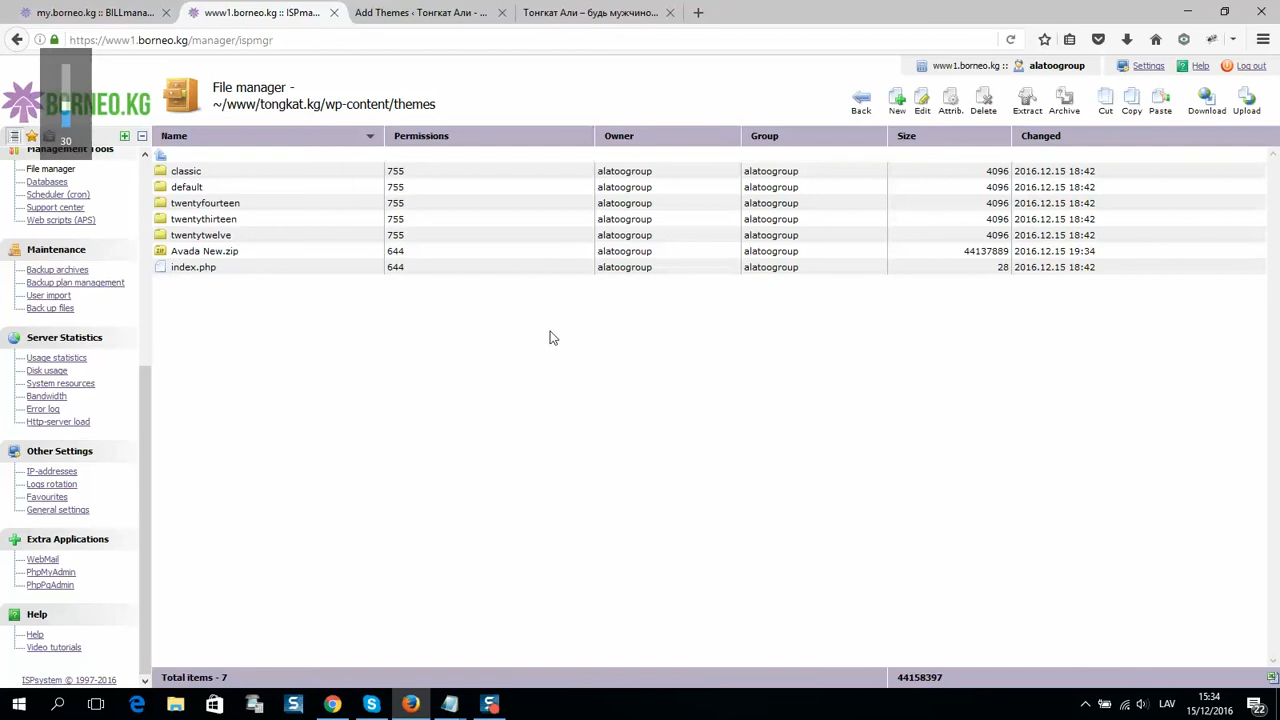 my.borneo.kg :: BILLmana...
www1.borneo.kg :: ISPma...
Add Themes ‹ Тонгкат Али - ...
Тонгкат Али – будь мужчино...
https://www1.borneo.kg/manager/ispmgr
www1.borneo.kg :: alatoogroup Settings Help Log out
BORNEO.KG
30
File manager -
~/www/tongkat.kg/wp-content/themes
Back New Edit Attrib. Delete Extract Archive Cut Copy Paste Download Upload
Name Permissions Owner Group Size Changed
classic 755 alatoogroup alatoogroup 4096 2016.12.15 18:42
default 755 alatoogroup alatoogroup 4096 2016.12.15 18:42
twentyfourteen 755 alatoogroup alatoogroup 4096 2016.12.15 18:42
twentythirteen 755 alatoogroup alatoogroup 4096 2016.12.15 18:42
twentytwelve 755 alatoogroup alatoogroup 4096 2016.12.15 18:42
Avada New.zip 644 alatoogroup alatoogroup 44137889 2016.12.15 19:34
index.php 644 alatoogroup alatoogroup 28 2016.12.15 18:42
Management Tools
File manager
Databases
Scheduler (cron)
Support center
Web scripts (APS)
Maintenance
Backup archives
Backup plan management
User import
Back up files
Server Statistics
Usage statistics
Disk usage
System resources
Bandwidth
Error log
Http-server load
Other Settings
IP-addresses
Logs rotation
Favourites
General settings
Extra Applications
WebMail
PhpMyAdmin
PhpPgAdmin
Help
Help
Video tutorials
ISPsystem © 1997-2016
Total items - 7 44158397
LAV
15:34
15/12/2016
22